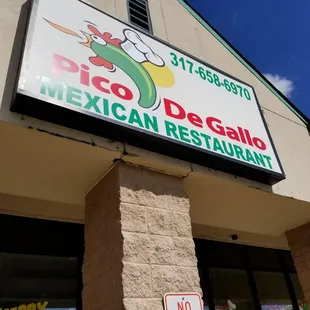 317-658-6970
Pico De Gallo
MEXICAN RESTAURANT
NO